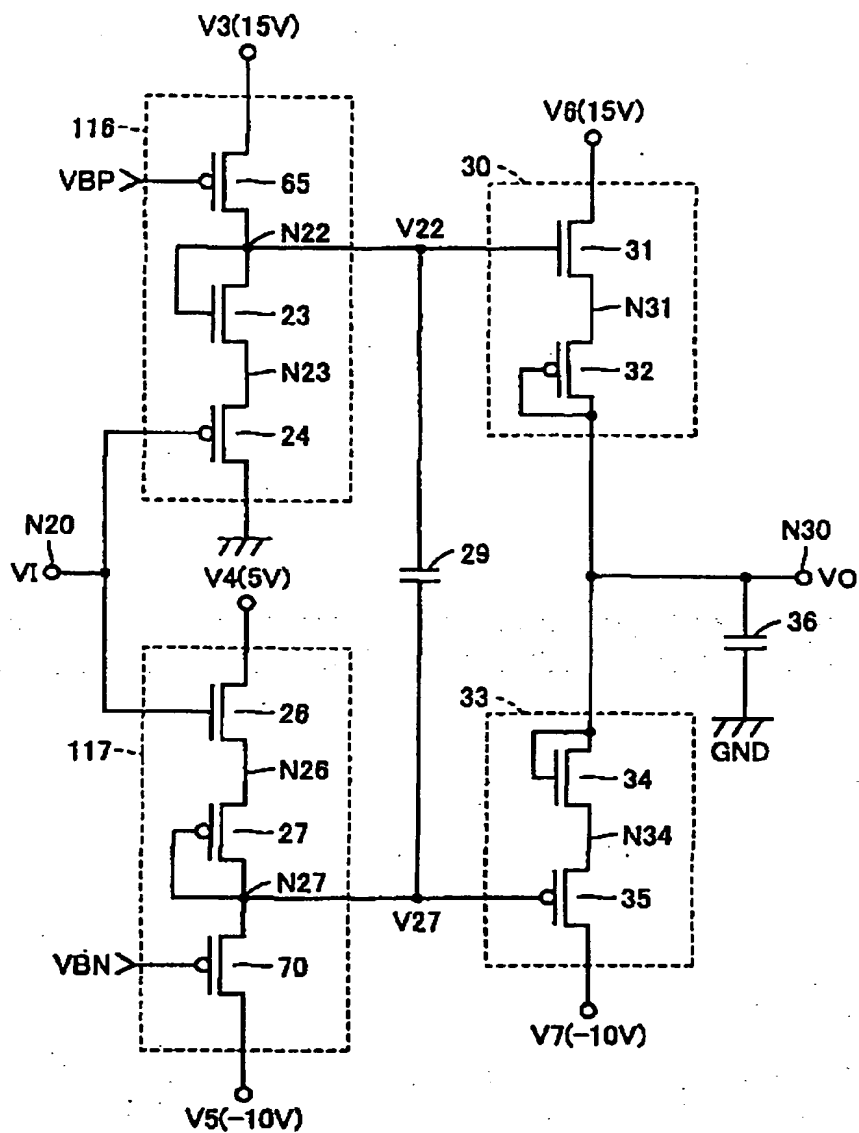 V3(15V)
116
VBP
65
N22
V22
23
N23
24
V6(15V)
30
31
N31
32
N20
VI
V4(5V)
29
N30
VO
36
GND
26
117
N26
27
N27
V27
VBN
70
V5(-10V)
33
34
N34
35
V7(-10V)